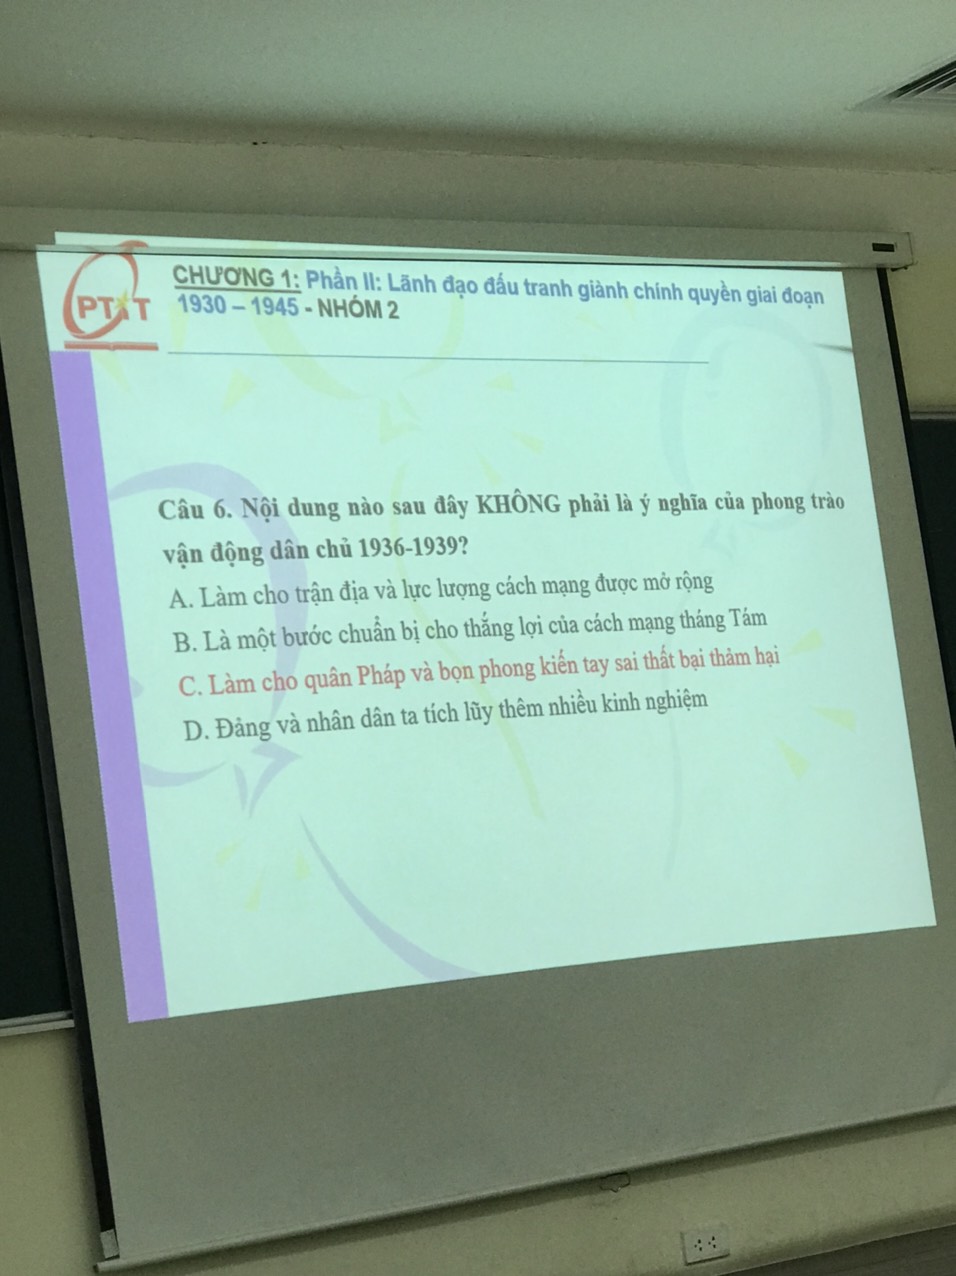 PTIT
CHƯƠNG 1: Phần II: Lãnh đạo đấu tranh giành chính quyền giai đoạn
1930 – 1945 - NHÓM 2
Câu 6. Nội dung nào sau đây KHÔNG phải là ý nghĩa của phong trào
vận động dân chủ 1936-1939?
A. Làm cho trận địa và lực lượng cách mạng được mở rộng
B. Là một bước chuẩn bị cho thắng lợi của cách mạng tháng Tám
C. Làm cho quân Pháp và bọn phong kiến tay sai thất bại thảm hại
D. Đảng và nhân dân ta tích lũy thêm nhiều kinh nghiệm